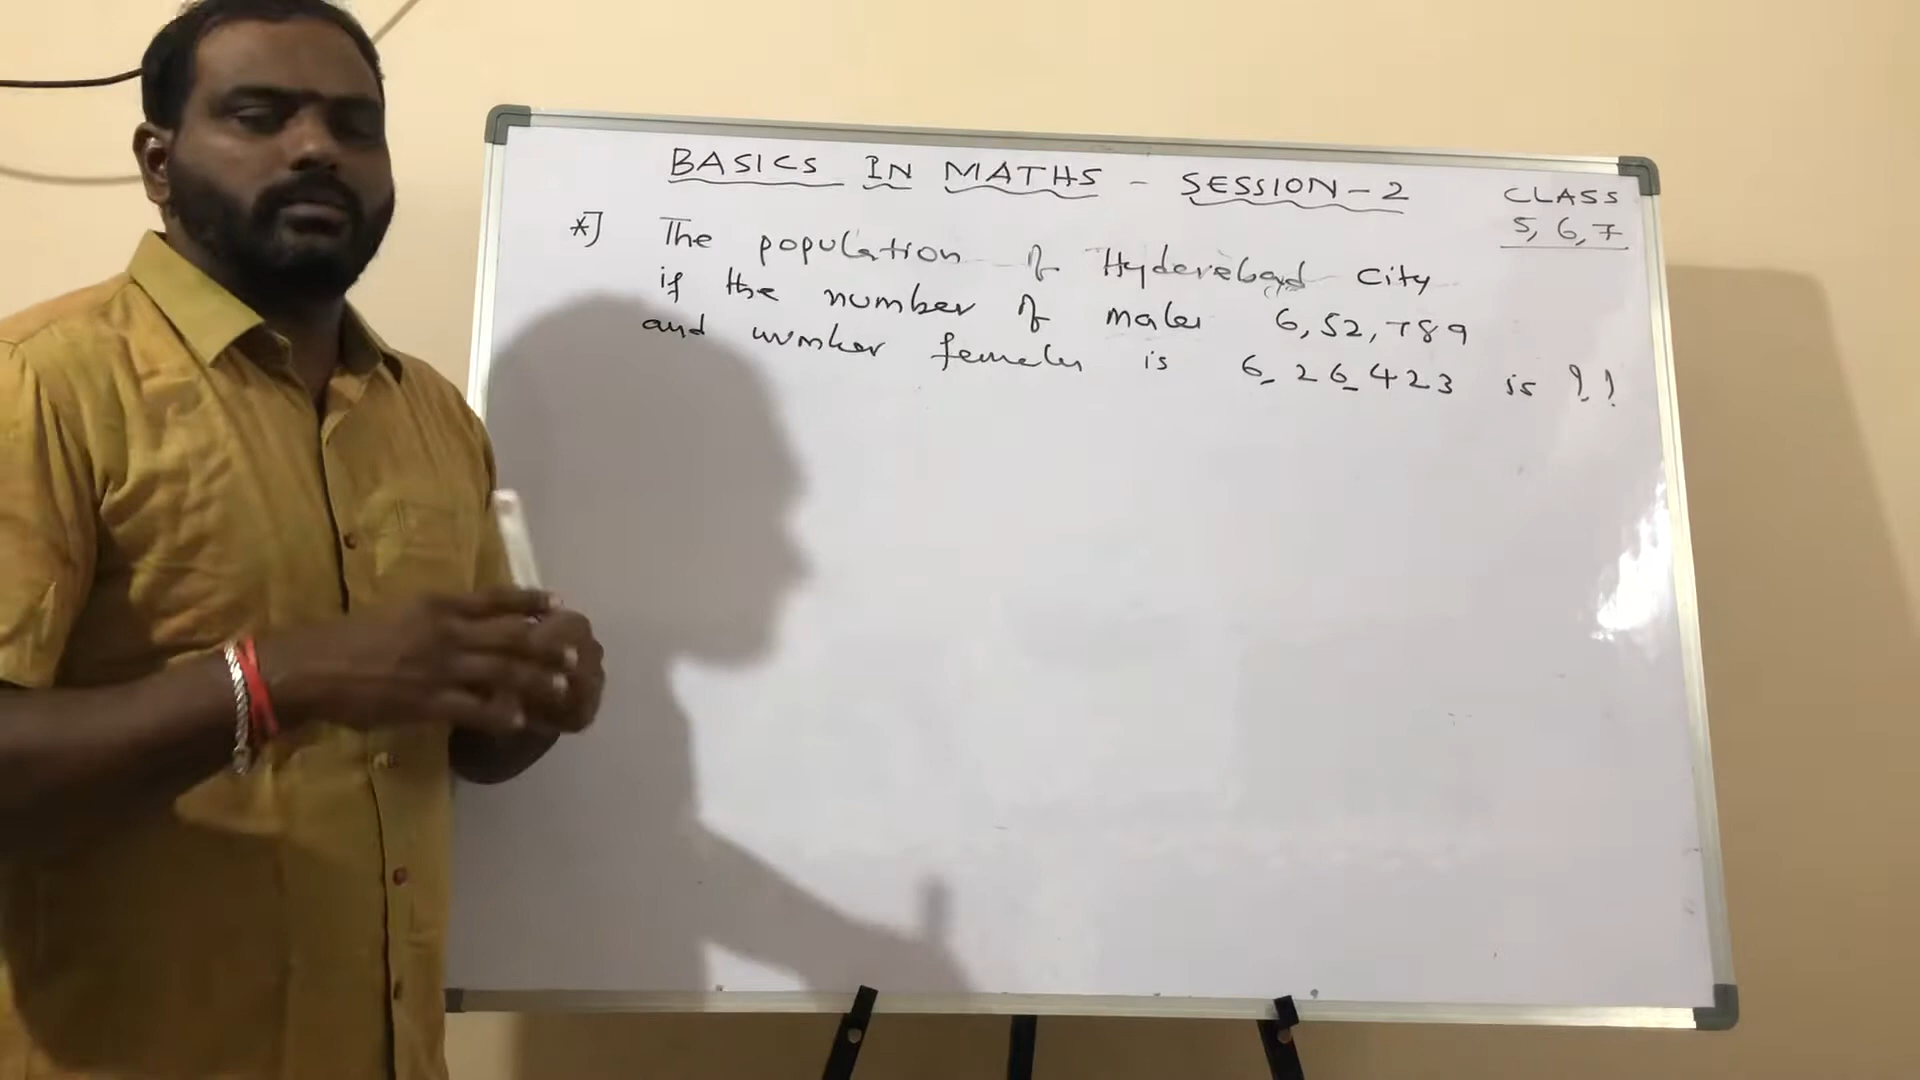 BASICS IN MATHS - SESSION-2
CLASS
5, 6, 7
*] The population of Hyderabad City
if the number of males 6,52,789
and number females is 6,26,423 is ??